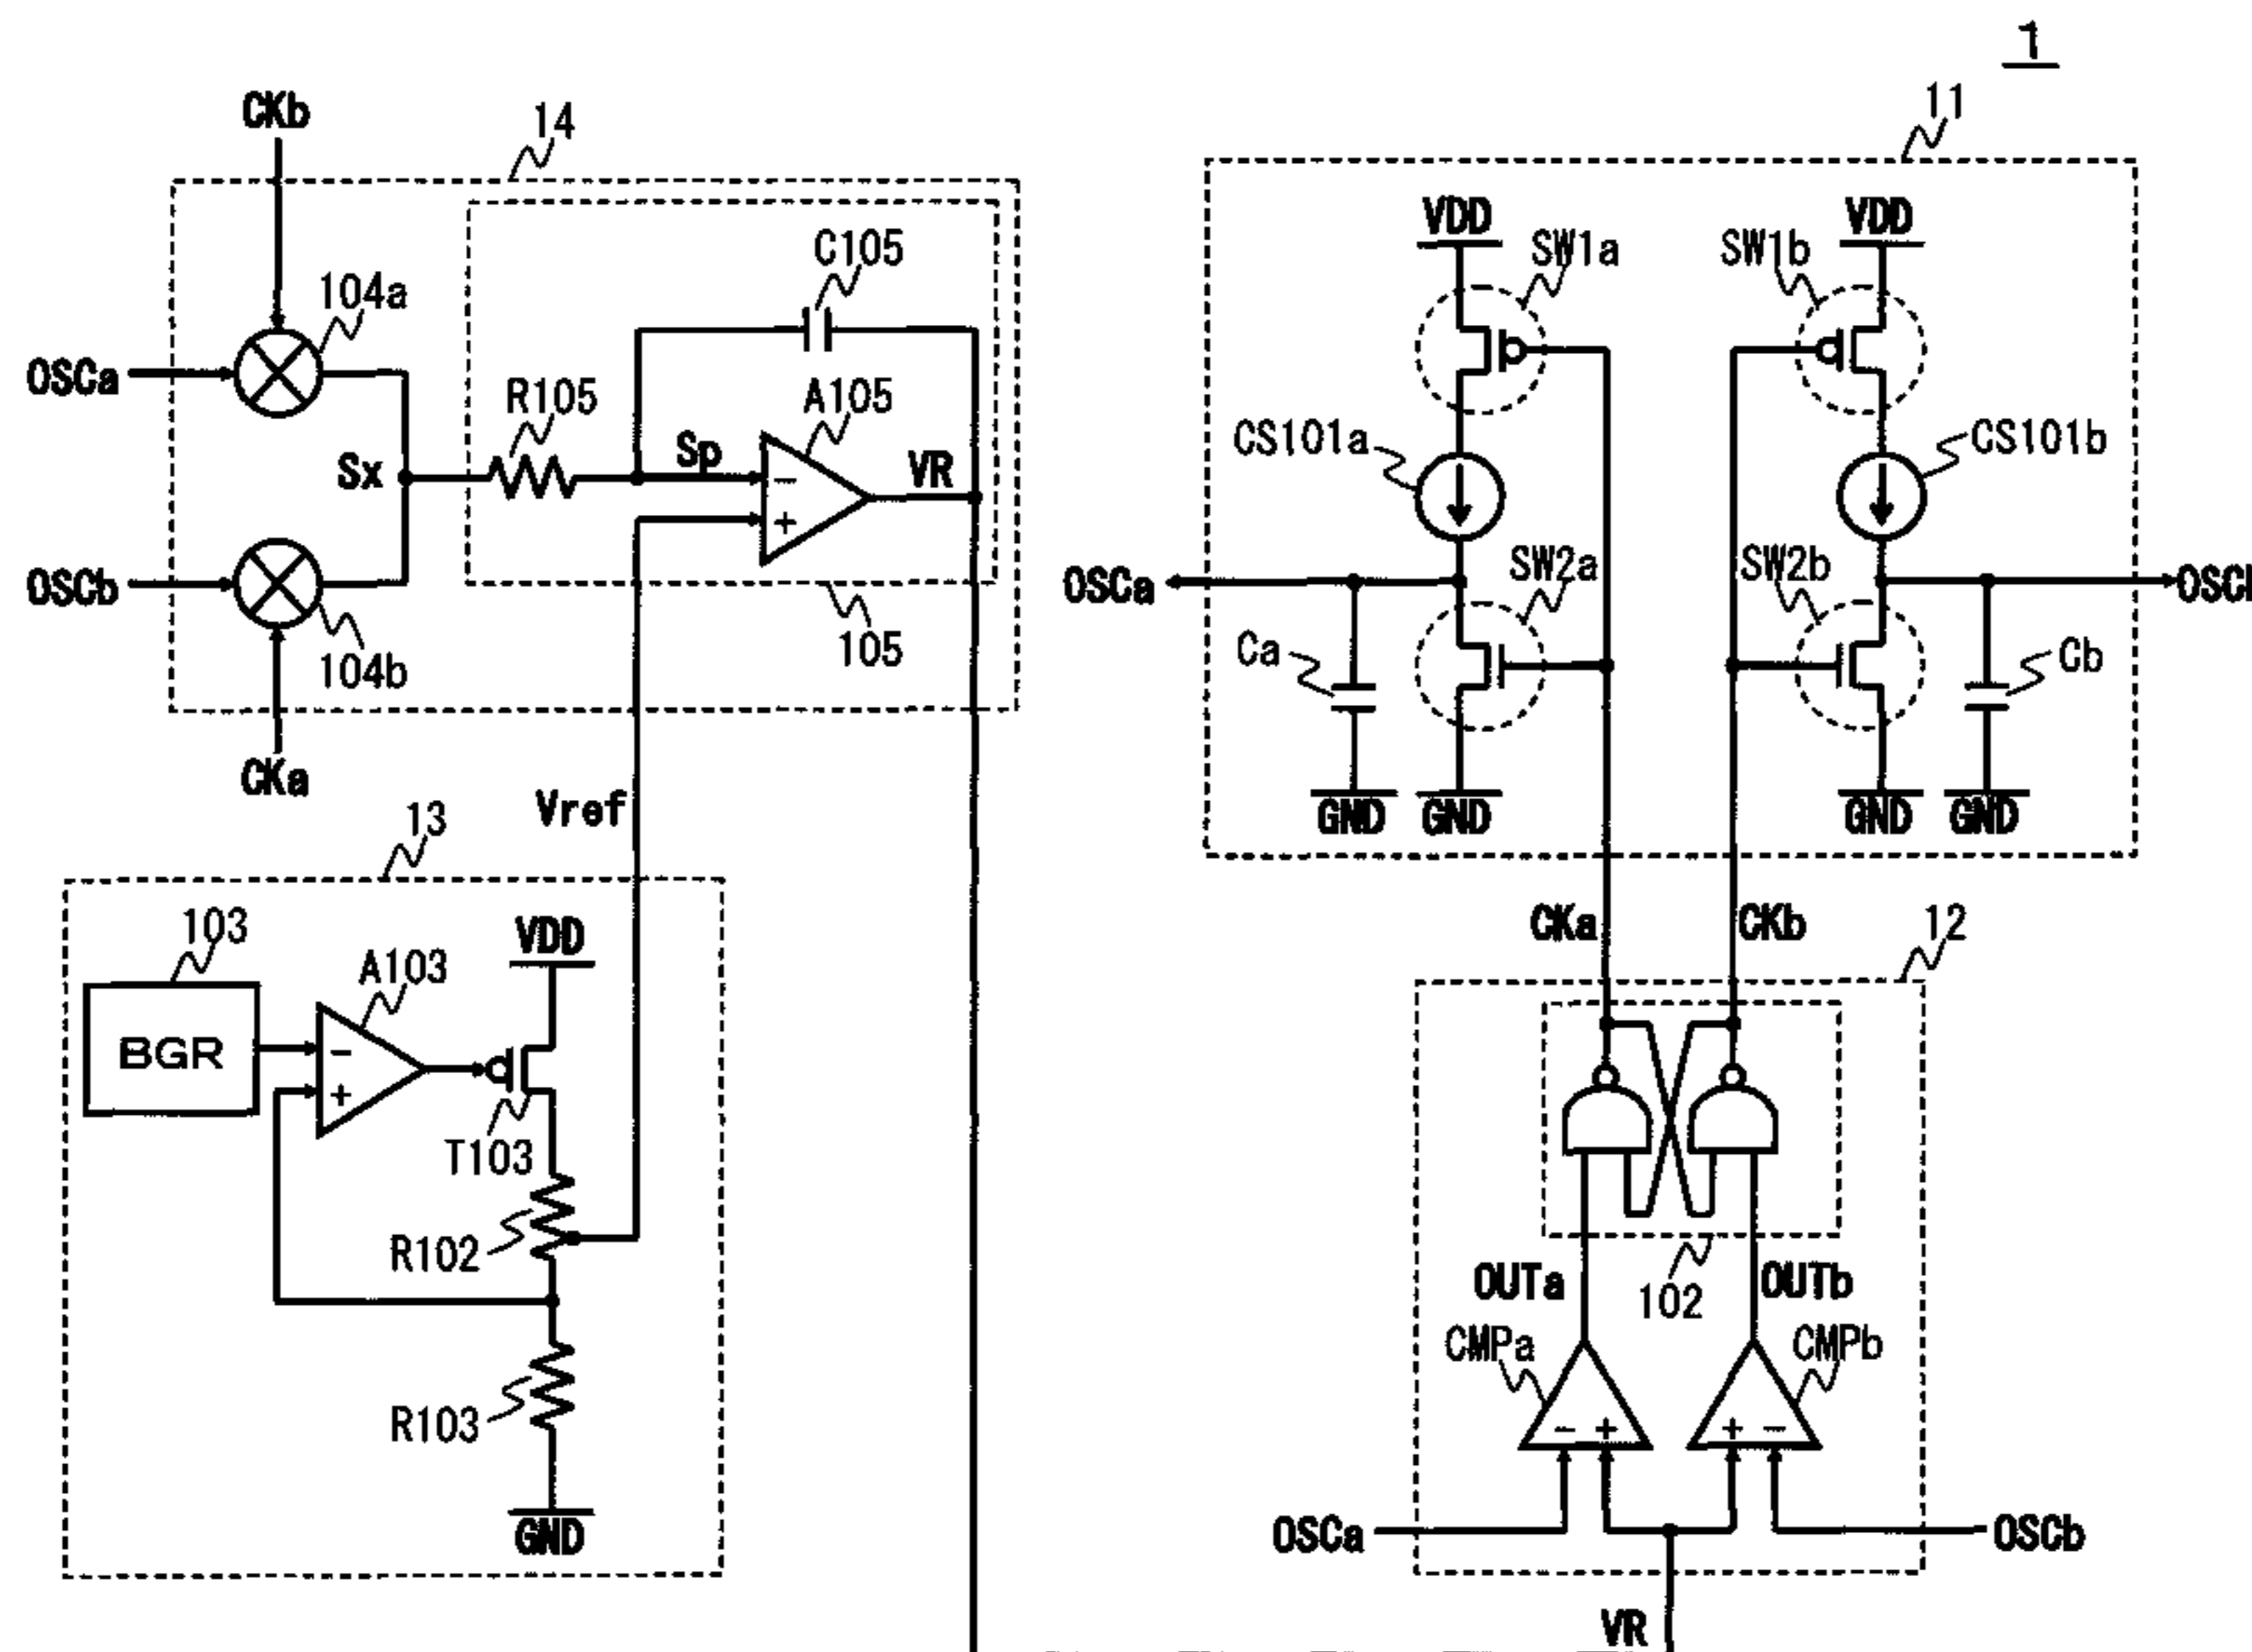 1
11
CKb
14
VDD
VDD
SW1a
SW1b
C105
104a
OSCa
R105
A105
CS101a
CS101b
Sx
Sp
VR
-
+
OSCb
OSCa
SW2a
SW2b
104b
105
Ca
Cb
CKa
Vref
GND
GND
GND
GND
13
103
VDD
CKa
CKb
12
A103
BGR
-
+
T103
R102
OUTa
OUTb
102
CMPa
CMPb
R103
- +
+ -
GND
OSCa
OSCb
VR